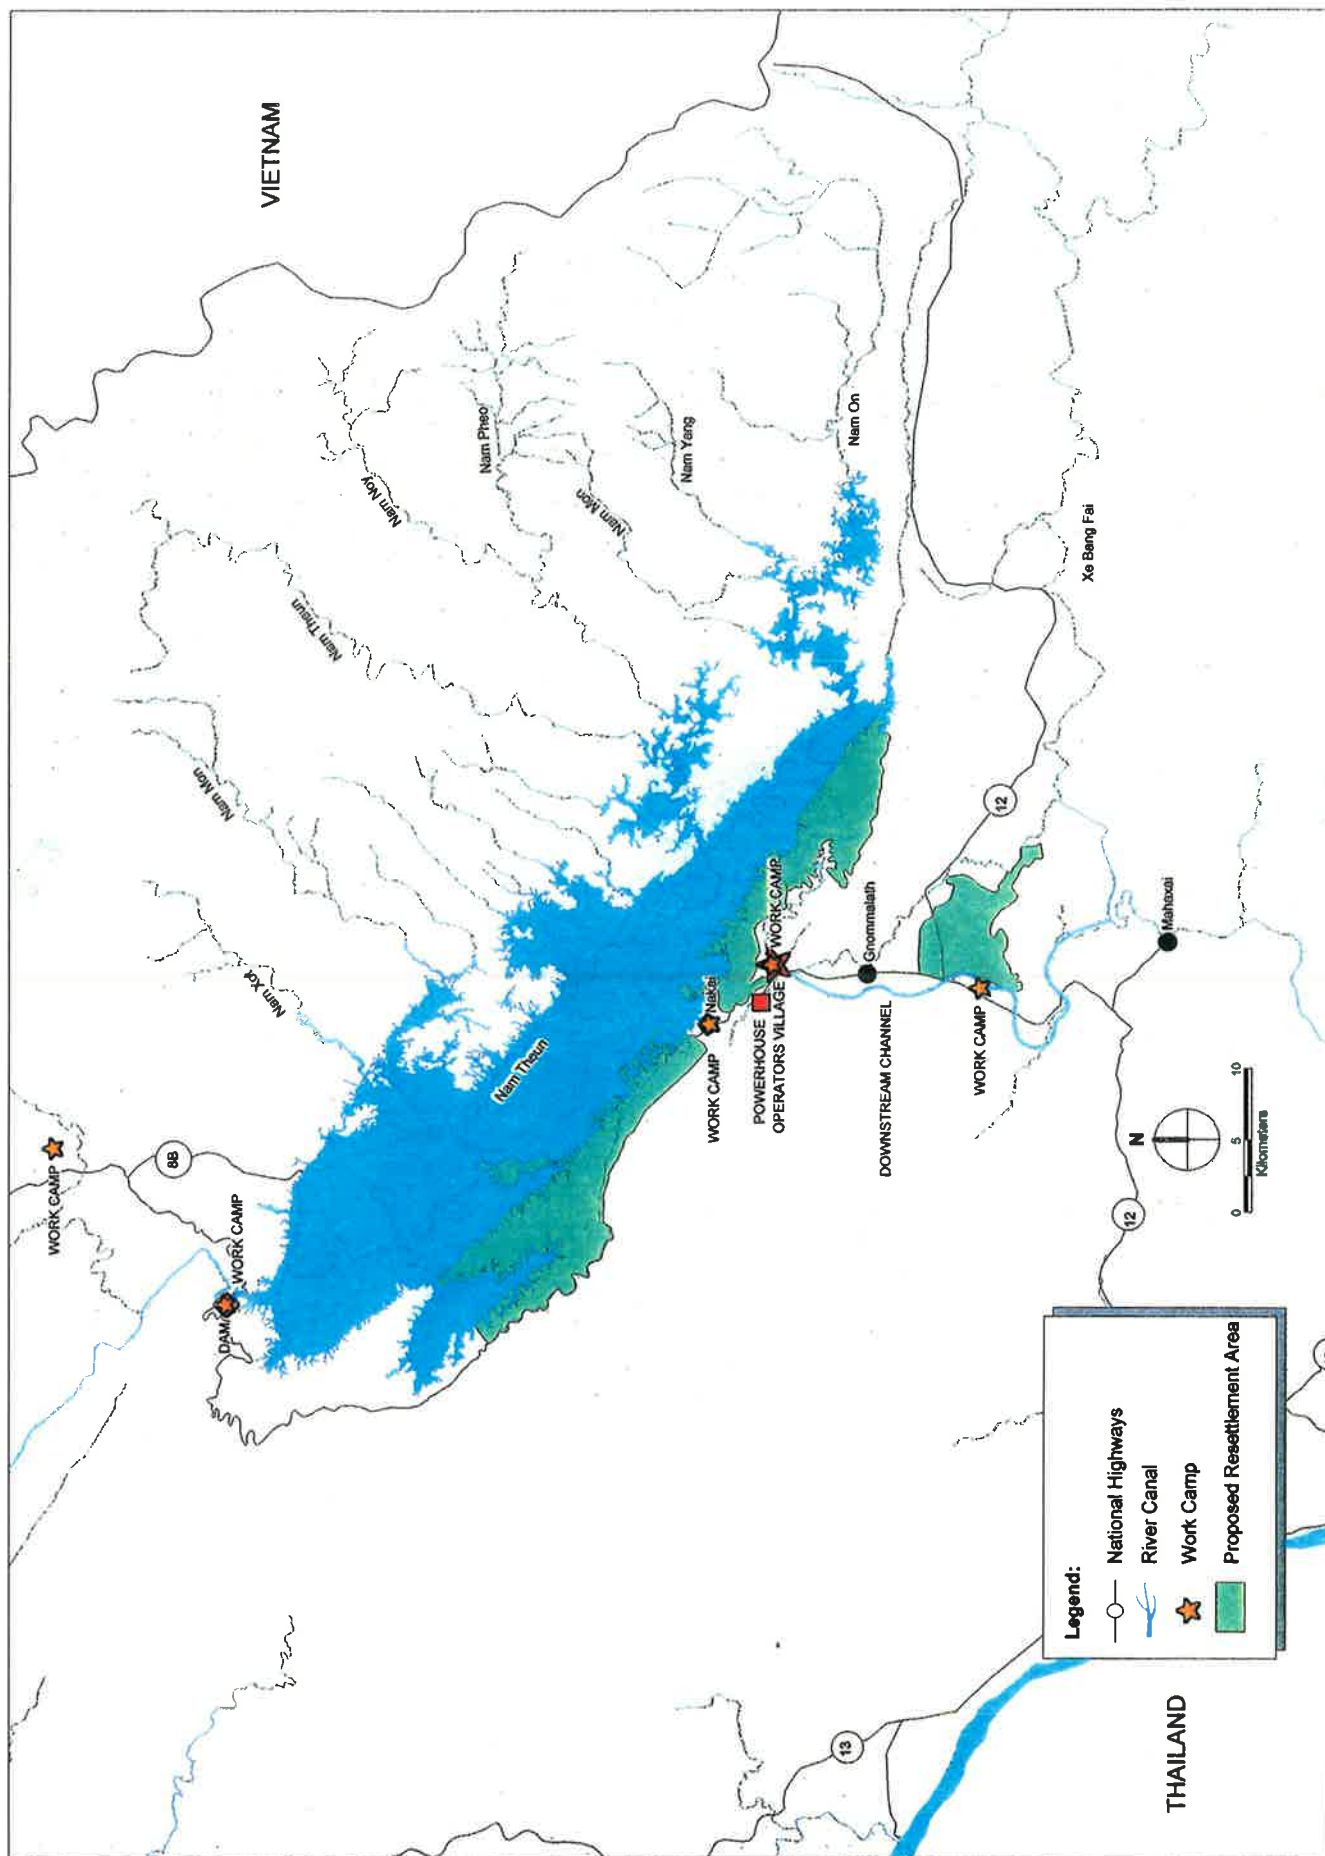 VIETNAM
WORK CAMP
8B
DAM
WORK CAMP
Nam Xot
Nam Mon
Nam Theun
Nam Noy
Nam Pheo
Nam Mon
Nam Yang
Nam On
Nam Theun
Nakai
WORK CAMP
POWERHOUSE
OPERATORS VILLAGE
WORK CAMP
Gnommalath
DOWNSTREAM CHANNEL
WORK CAMP
12
Xe Bang Fai
Mahaxai
12
13
THAILAND
N
0 5 10
Kilometers
Legend:
National Highways
River Canal
Work Camp
Proposed Resettlement Area